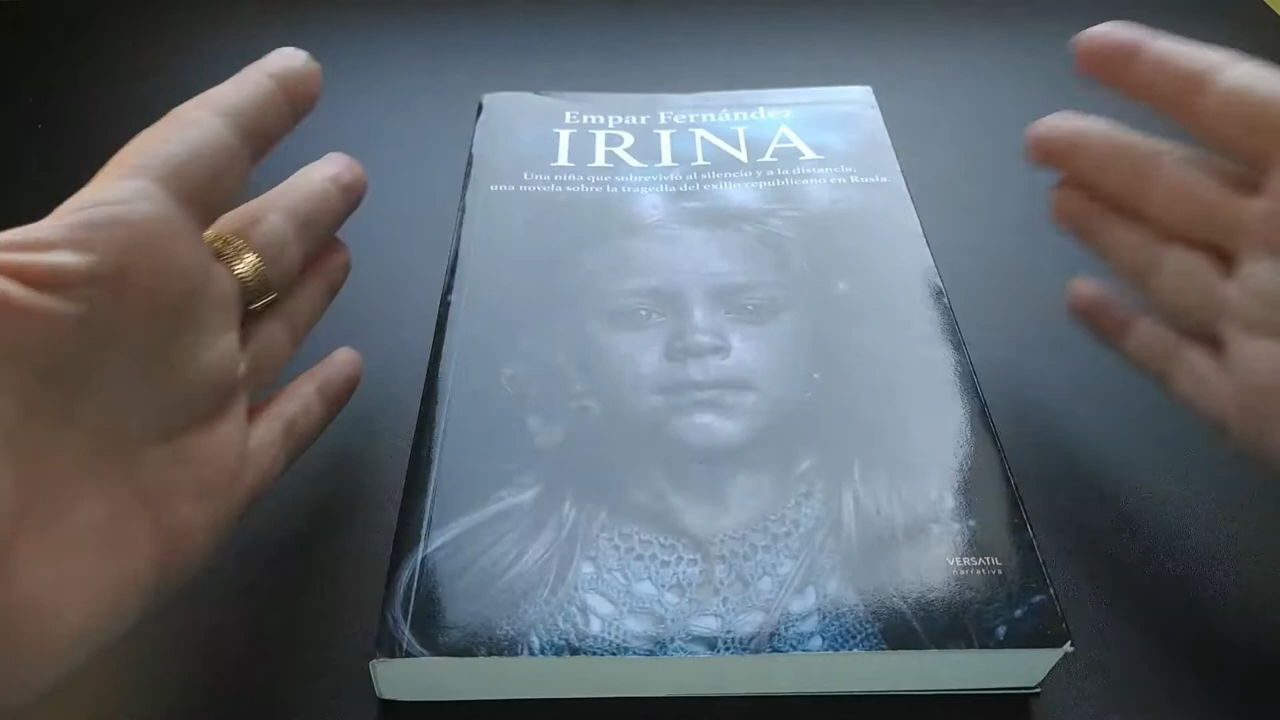 Empar Fernández
IRINA
Una niña que sobrevivió al silencio y a la distancia,
una novela sobre la tragedia del exilio republicano en Rusia.
VERSATIL
narrativa